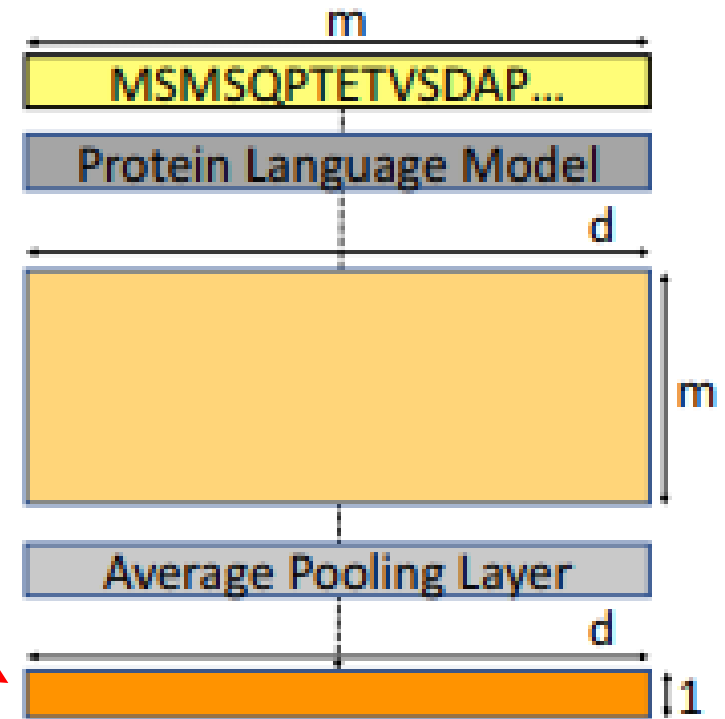 m
MSMSQPTETVSDAP...
Protein Language Model
d
m
Average Pooling Layer
d
1